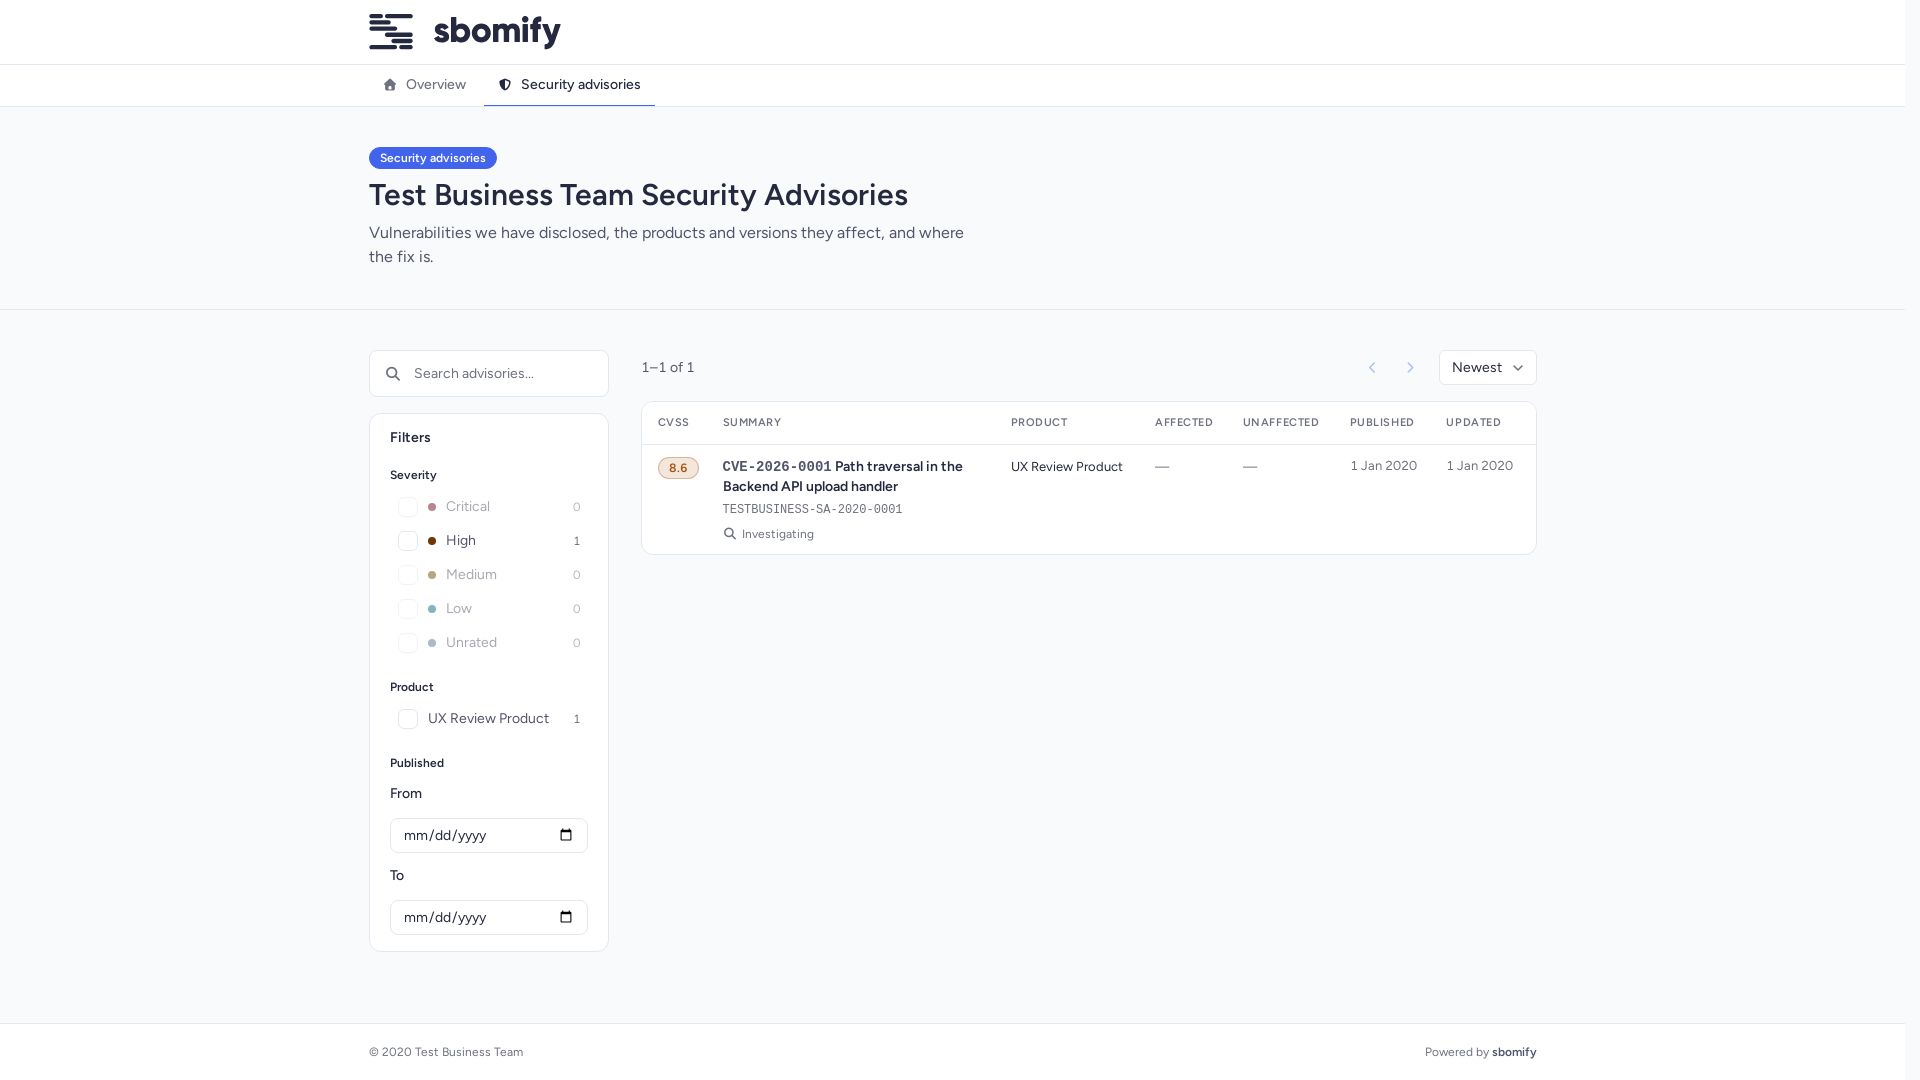 sbomify
Overview
Security advisories
Security advisories
Test Business Team Security Advisories
Vulnerabilities we have disclosed, the products and versions they affect, and where
the fix is.
Search advisories...
Filters
Severity
Critical 0
High 1
Medium 0
Low 0
Unrated 0
Product
UX Review Product 1
Published
From
mm/dd/yyyy
To
mm/dd/yyyy
1–1 of 1
Newest
CVSS SUMMARY PRODUCT AFFECTED UNAFFECTED PUBLISHED UPDATED
8.6 CVE-2026-0001 Path traversal in the UX Review Product — — 1 Jan 2020 1 Jan 2020
Backend API upload handler
TESTBUSINESS-SA-2020-0001
Investigating
© 2020 Test Business Team
Powered by sbomify